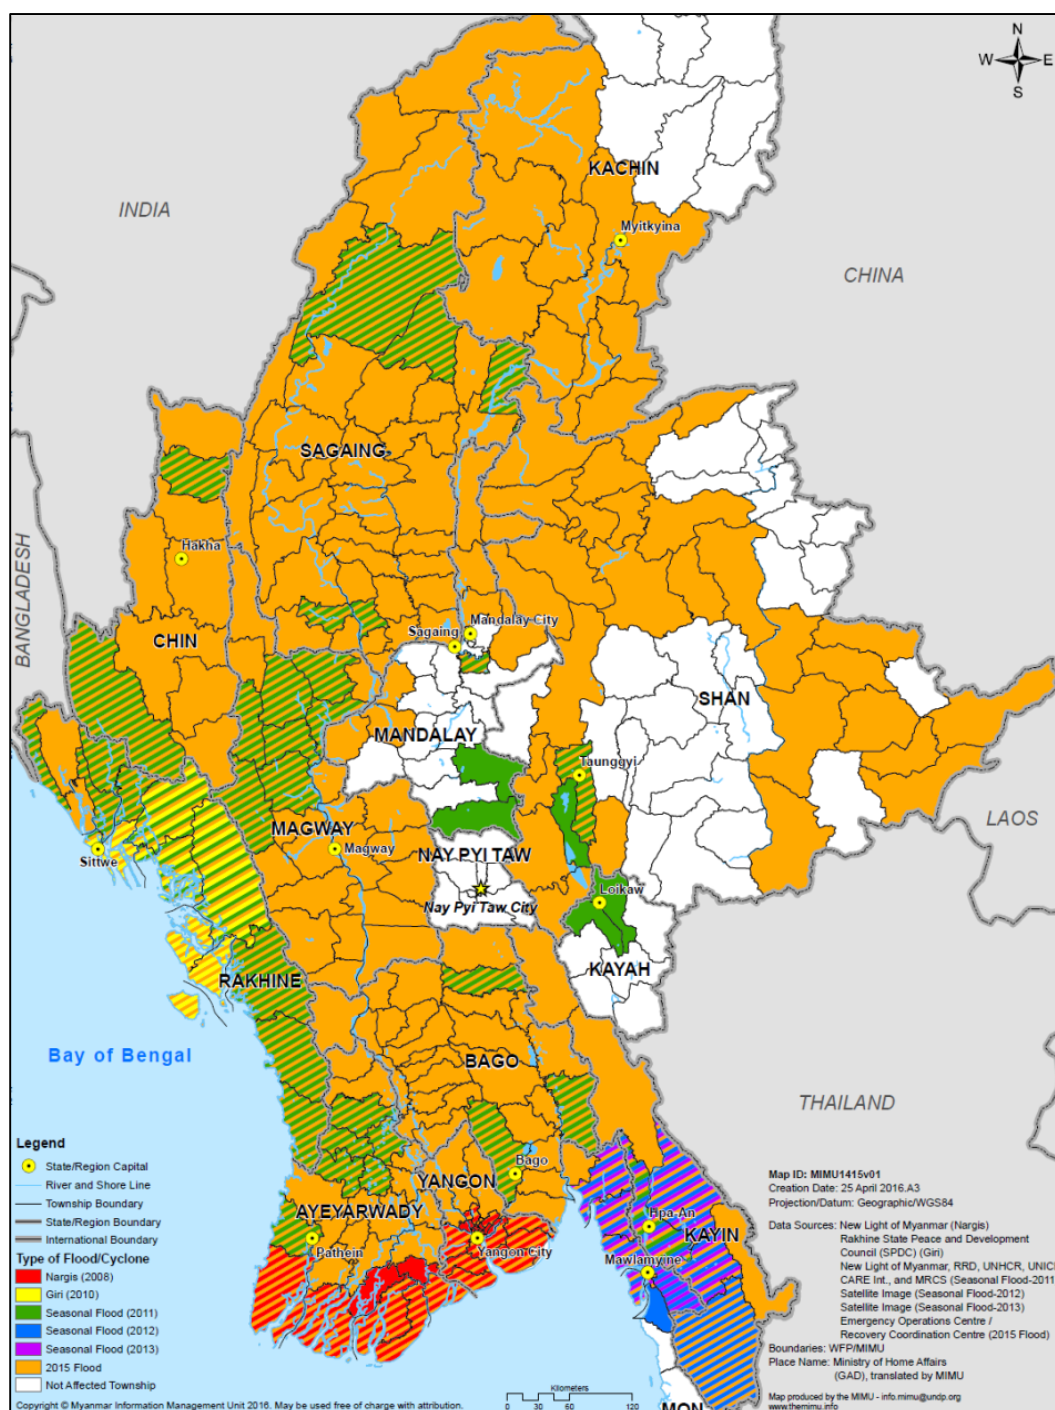 N
W E
S
KACHIN
INDIA
Myitkyina
CHINA
SAGAING
BANGLADESH
Hakha
Mandalay City
Sagaing
CHIN
SHAN
MANDALAY
Taunggyi
LAOS
MAGWAY
Magway
Sittwe
NAY PYI TAW
Loikaw
Nay Pyi Taw City
KAYAH
RAKHINE
Bay of Bengal
BAGO
THAILAND
Bago
YANGON
AYEYARWADY
Hpa-An
KAYIN
Pathein
Yangon City
Mawlamyine
MON
Legend
State/Region Capital
River and Shore Line
Township Boundary
State/Region Boundary
International Boundary
Type of Flood/Cyclone
Nargis (2008)
Giri (2010)
Seasonal Flood (2011)
Seasonal Flood (2012)
Seasonal Flood (2013)
2015 Flood
Not Affected Township
Kilometers
0 30 60 120
Map ID: MIMU1415v01
Creation Date: 25 April 2016.A3
Projection/Datum: Geographic/WGS84
Data Sources: New Light of Myanmar (Nargis)
Rakhine State Peace and Development
Council (SPDC) (Giri)
New Light of Myanmar, RRD, UNHCR, UNICE
CARE Int., and MRCS (Seasonal Flood-2011
Satellite Image (Seasonal Flood-2012)
Satellite Image (Seasonal Flood-2013)
Emergency Operations Centre /
Recovery Coordination Centre (2015 Flood)
Boundaries: WFP/MIMU
Place Name: Ministry of Home Affairs
(GAD), translated by MIMU
Map produced by the MIMU - info.mimu@undp.org
www.themimu.info
Copyright © Myanmar Information Management Unit 2016. May be used free of charge with attribution.